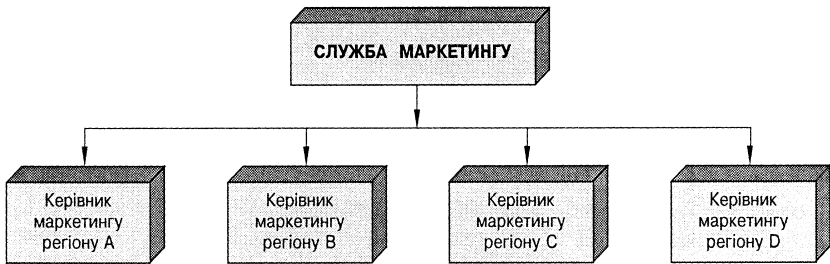 СЛУЖБА МАРКЕТИНГУ
Керівник
маркетингу
регіону А
Керівник
маркетингу
регіону В
Керівник
маркетингу
регіону С
Керівник
маркетингу
регіону D